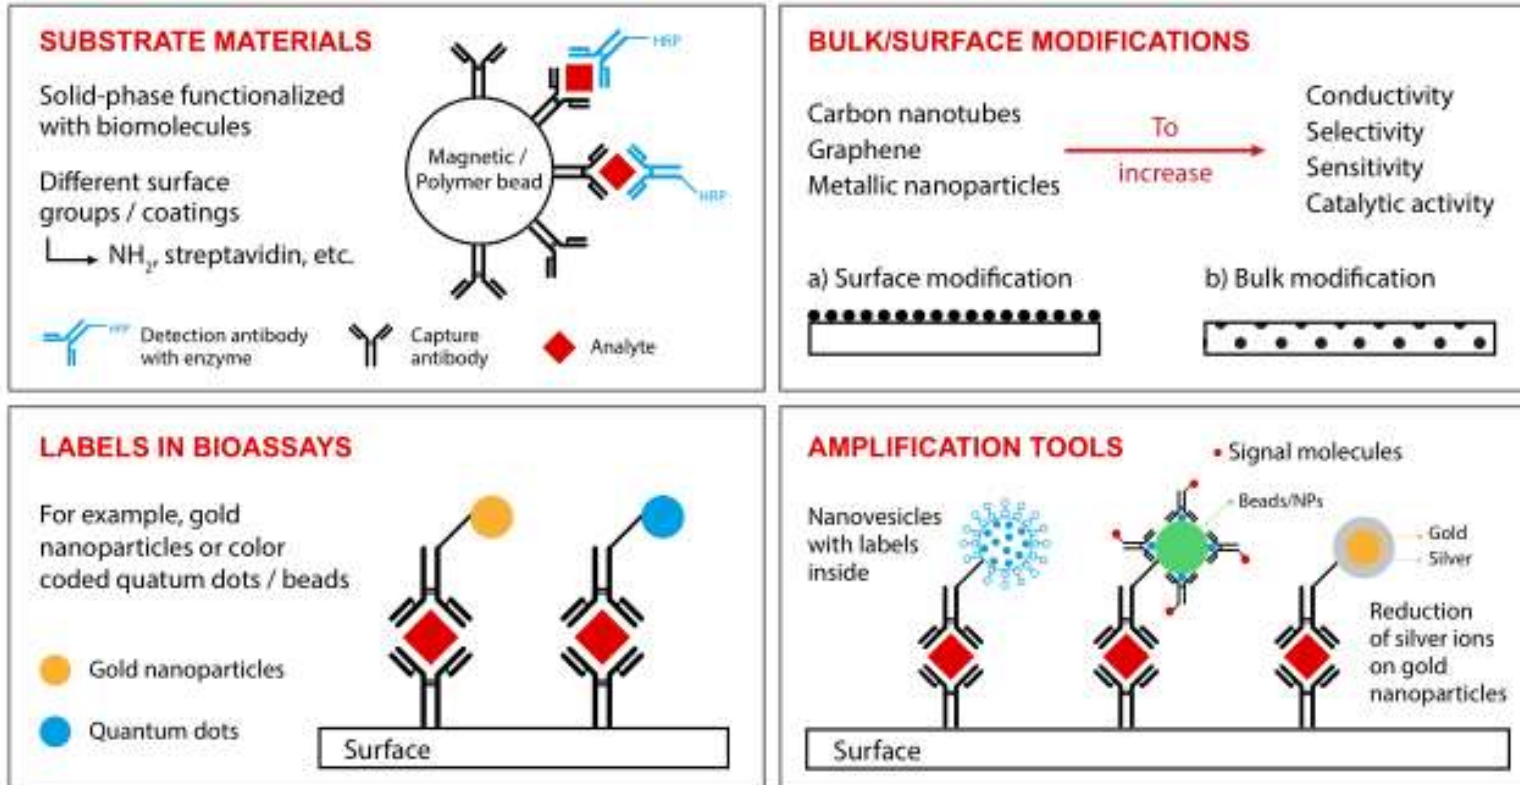 SUBSTRATE MATERIALS
Solid-phase functionalized
with biomolecules
Different surface
groups / coatings
NH₂, streptavidin, etc.
Magnetic /
Polymer bead
HRP
HRP
HRP
Detection antibody
with enzyme
Capture
antibody
Analyte
BULK/SURFACE MODIFICATIONS
Carbon nanotubes
Graphene
Metallic nanoparticles
To
increase
Conductivity
Selectivity
Sensitivity
Catalytic activity
a) Surface modification
b) Bulk modification
LABELS IN BIOASSAYS
For example, gold
nanoparticles or color
coded quatum dots / beads
Gold nanoparticles
Quantum dots
Surface
AMPLIFICATION TOOLS
Signal molecules
Nanovesicles
with labels
inside
Beads/NPs
Gold
Silver
Reduction
of silver ions
on gold
nanoparticles
Surface